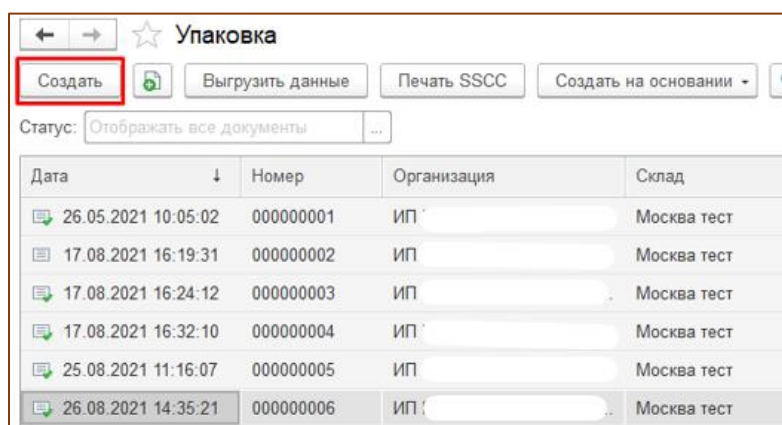 Упаковка
Создать Выгрузить данные Печать SSCC Создать на основании
Статус: Отображать все документы ...
Дата ↓ Номер Организация Склад
26.05.2021 10:05:02 000000001 ИП Москва тест
17.08.2021 16:19:31 000000002 ИП Москва тест
17.08.2021 16:24:12 000000003 ИП Москва тест
17.08.2021 16:32:10 000000004 ИП Москва тест
25.08.2021 11:16:07 000000005 ИП Москва тест
26.08.2021 14:35:21 000000006 ИП Москва тест